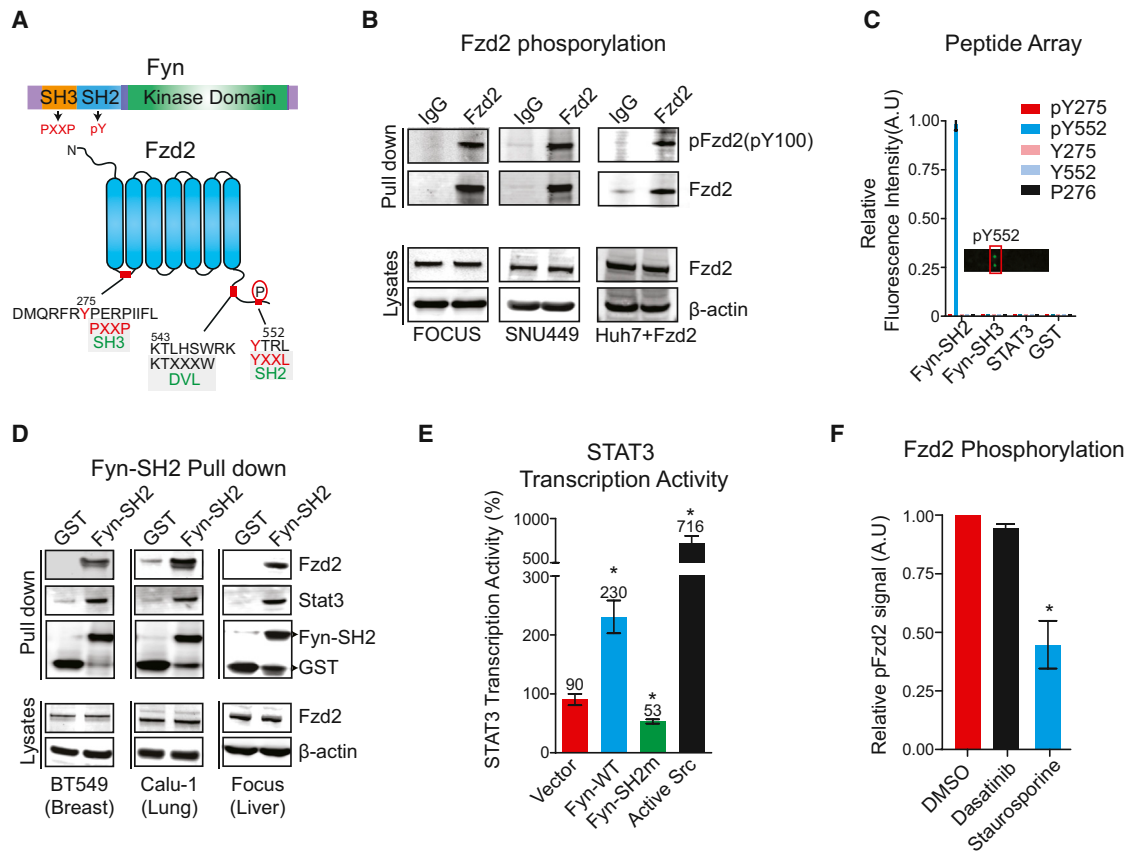 A
Fyn
SH3 SH2 Kinase Domain
PXXP pY
Fzd2
N
275
DMQRFRYPERPIIFL
PXXP
SH3
543
KTLHSWRK
KTXXXW
DVL
P
552
YTRL
YXXL
SH2
B
Fzd2 phosporylation
IgG Fzd2 IgG Fzd2 IgG Fzd2
Pull down
pFzd2(pY100)
Fzd2
Lysates
Fzd2
β-actin
FOCUS SNU449 Huh7+Fzd2
C
Peptide Array
Relative
Fluorescence Intensity(A.U)
1.00
0.75
0.50
0.25
0
pY275
pY552
Y275
Y552
P276
pY552
Fyn-SH2 Fyn-SH3 STAT3 GST
D
Fyn-SH2 Pull down
GST Fyn-SH2 GST Fyn-SH2 GST Fyn-SH2
Pull down
Fzd2
Stat3
Fyn-SH2
GST
Lysates
Fzd2
β-actin
BT549 Calu-1 Focus
(Breast) (Lung) (Liver)
E
STAT3
Transcription Activity
STAT3 Transcription Activity (%)
1000
500
300
200
100
0
90
*
230
*
53
*
716
Vector Fyn-WT Fyn-SH2m Active Src
F
Fzd2 Phosphorylation
Relative pFzd2 signal (A.U)
1.00
0.75
0.50
0.25
0.00
*
DMSO Dasatinib Staurosporine